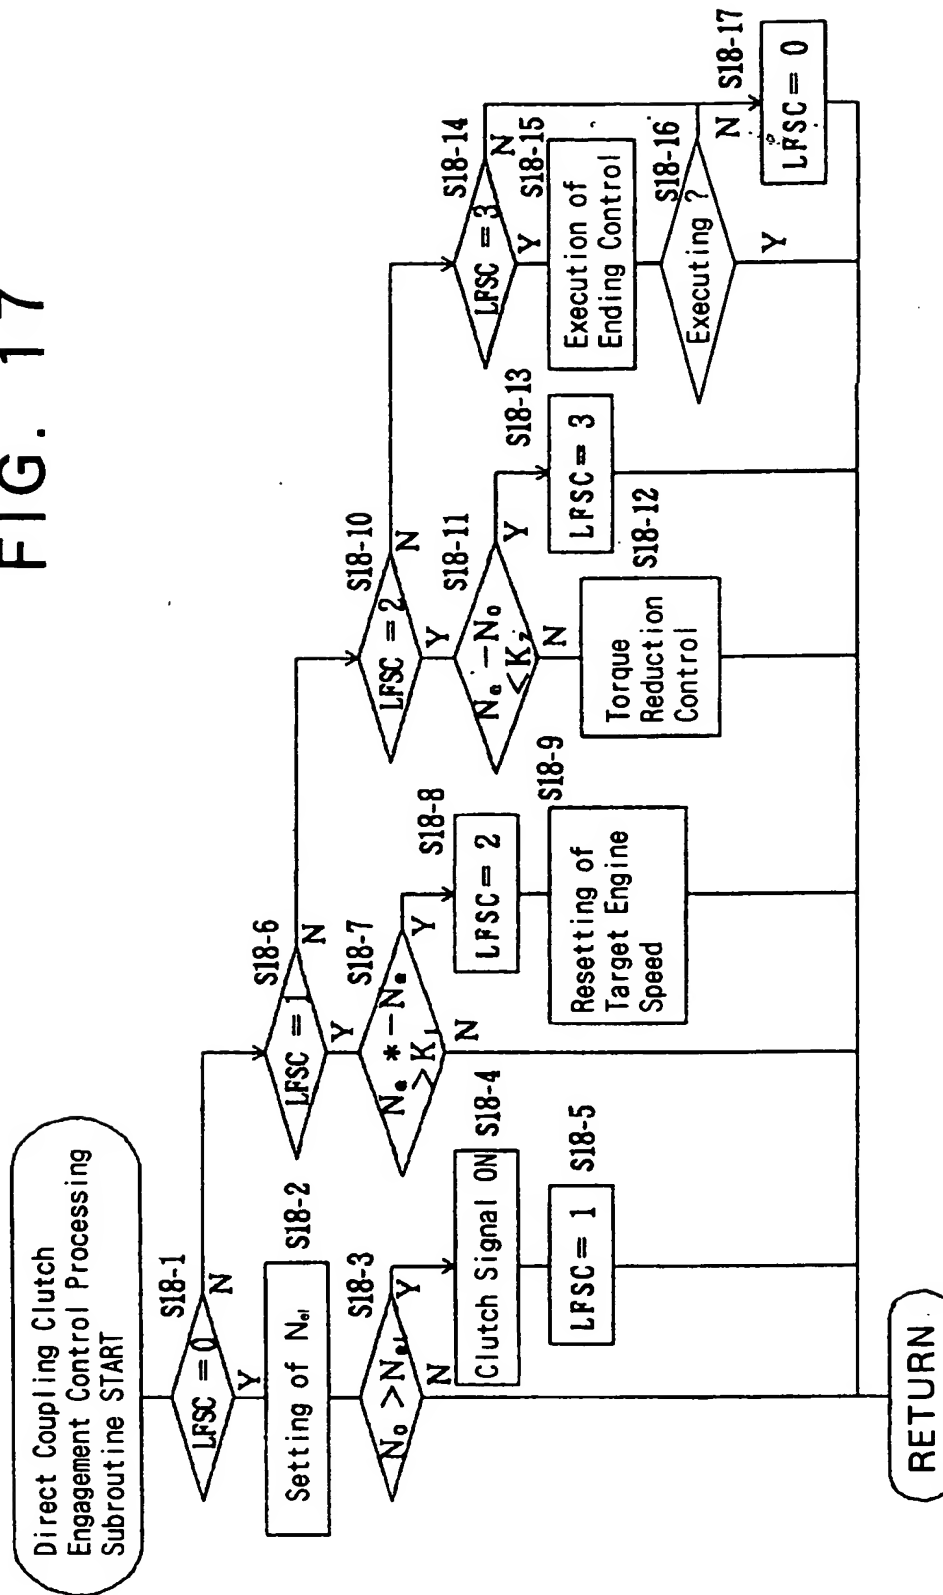 FIG. 17
Direct Coupling Clutch
Engagement Control Processing
Subroutine START
S18-1
LFSC = 0
N
Y
S18-2
Setting of Nel
S18-3
No > Nel
Y
N
S18-4
Clutch Signal ON
S18-5
LFSC = 1
S18-6
LFSC = 1
N
Y
S18-7
Ne * - Ne
> K1
Y
N
S18-8
LFSC = 2
S18-9
Resetting of
Target Engine
Speed
S18-10
LFSC = 2
N
Y
S18-11
Ne - No
< K2
Y
N
S18-12
Torque
Reduction
Control
S18-13
LFSC = 3
S18-14
LFSC = 3
N
Y
S18-15
Execution of
Ending Control
S18-16
Executing ?
N
Y
S18-17
LFSC = 0
RETURN